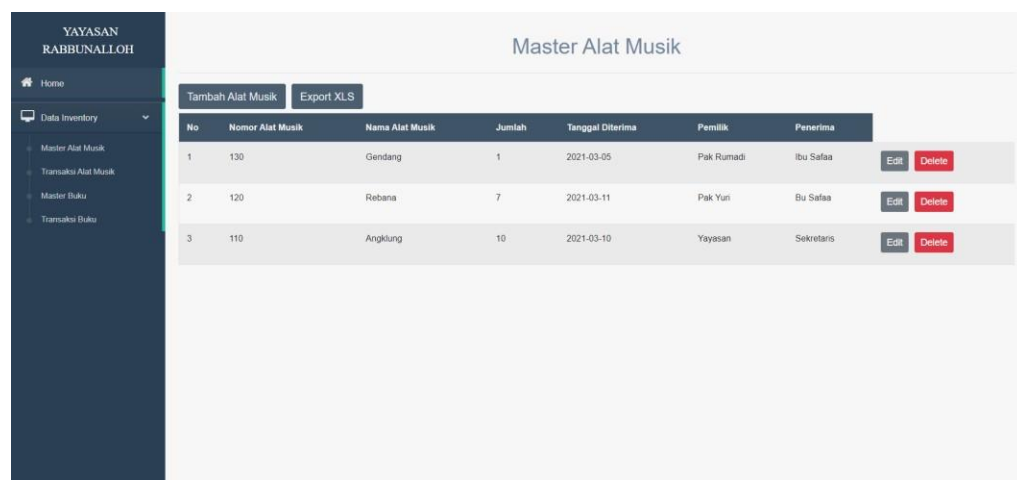 YAYASAN
RABBUNALLOH
Home
Data Inventory
Master Alat Musik
Transaksi Alat Musik
Master Buku
Transaksi Buku
Master Alat Musik
Tambah Alat Musik Export XLS
No Nomor Alat Musik Nama Alat Musik Jumlah Tanggal Diterima Pemilik Penerima
1 130 Gendang 1 2021-03-05 Pak Rumadi Ibu Safaa Edit Delete
2 120 Rebana 7 2021-03-11 Pak Yuri Bu Safaa Edit Delete
3 110 Angklung 10 2021-03-10 Yayasan Sekretaris Edit Delete